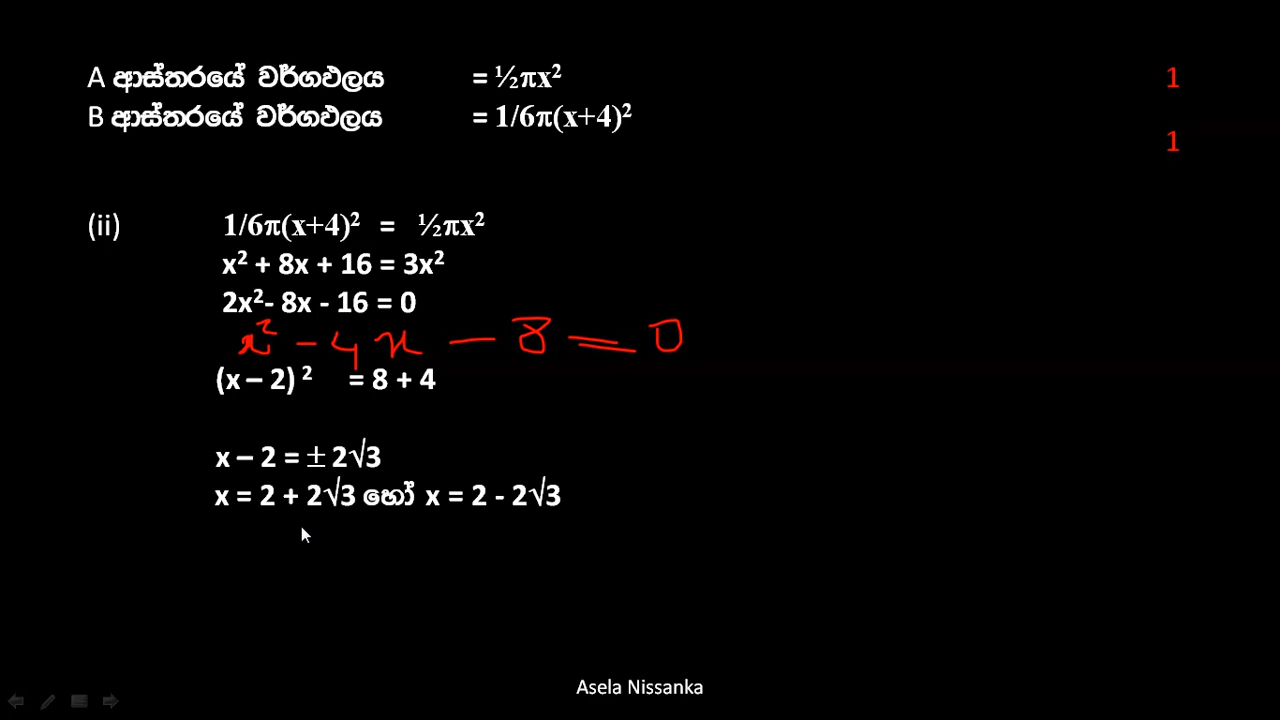 A ආස්තරයේ වර්ගඵලය = ½πx² 1
B ආස්තරයේ වර්ගඵලය = 1/6π(x+4)²
1
(ii) 1/6π(x+4)² = ½πx²
x² + 8x + 16 = 3x²
2x²- 8x - 16 = 0
x² - 4x - 8 = 0
(x – 2) ² = 8 + 4
x – 2 = ± 2√3
x = 2 + 2√3 හෝ x = 2 - 2√3
Asela Nissanka